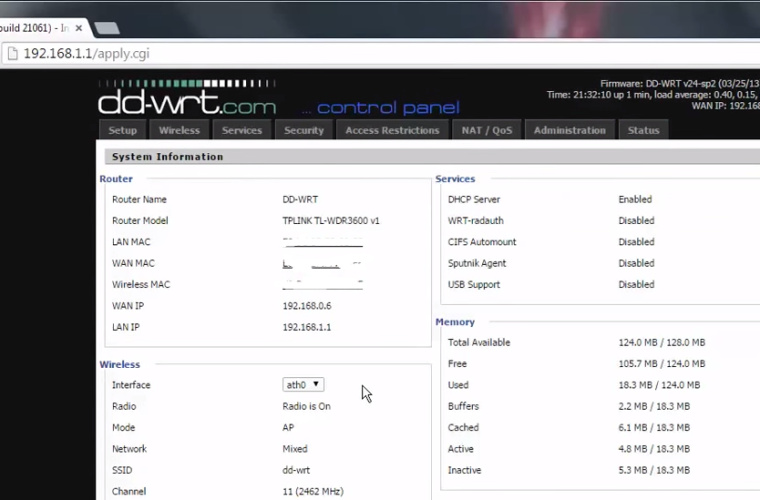 build 21061) - In
192.168.1.1/apply.cgi
dd-wrt.com ... control panel
Firmware: DD-WRT v24-sp2 (03/25/13
Time: 21:32:10 up 1 min, load average: 0.40, 0.15,
WAN IP: 192.168
Setup Wireless Services Security Access Restrictions NAT / QoS Administration Status
System Information
Router
Router Name DD-WRT
Router Model TPLINK TL-WDR3600 v1
LAN MAC
WAN MAC
Wireless MAC
WAN IP 192.168.0.6
LAN IP 192.168.1.1
Wireless
Interface ath0
Radio Radio is On
Mode AP
Network Mixed
SSID dd-wrt
Channel 11 (2462 MHz)
Services
DHCP Server Enabled
WRT-radauth Disabled
CIFS Automount Disabled
Sputnik Agent Disabled
USB Support Disabled
Memory
Total Available 124.0 MB / 128.0 MB
Free 105.7 MB / 124.0 MB
Used 18.3 MB / 124.0 MB
Buffers 2.2 MB / 18.3 MB
Cached 6.1 MB / 18.3 MB
Active 4.8 MB / 18.3 MB
Inactive 5.3 MB / 18.3 MB